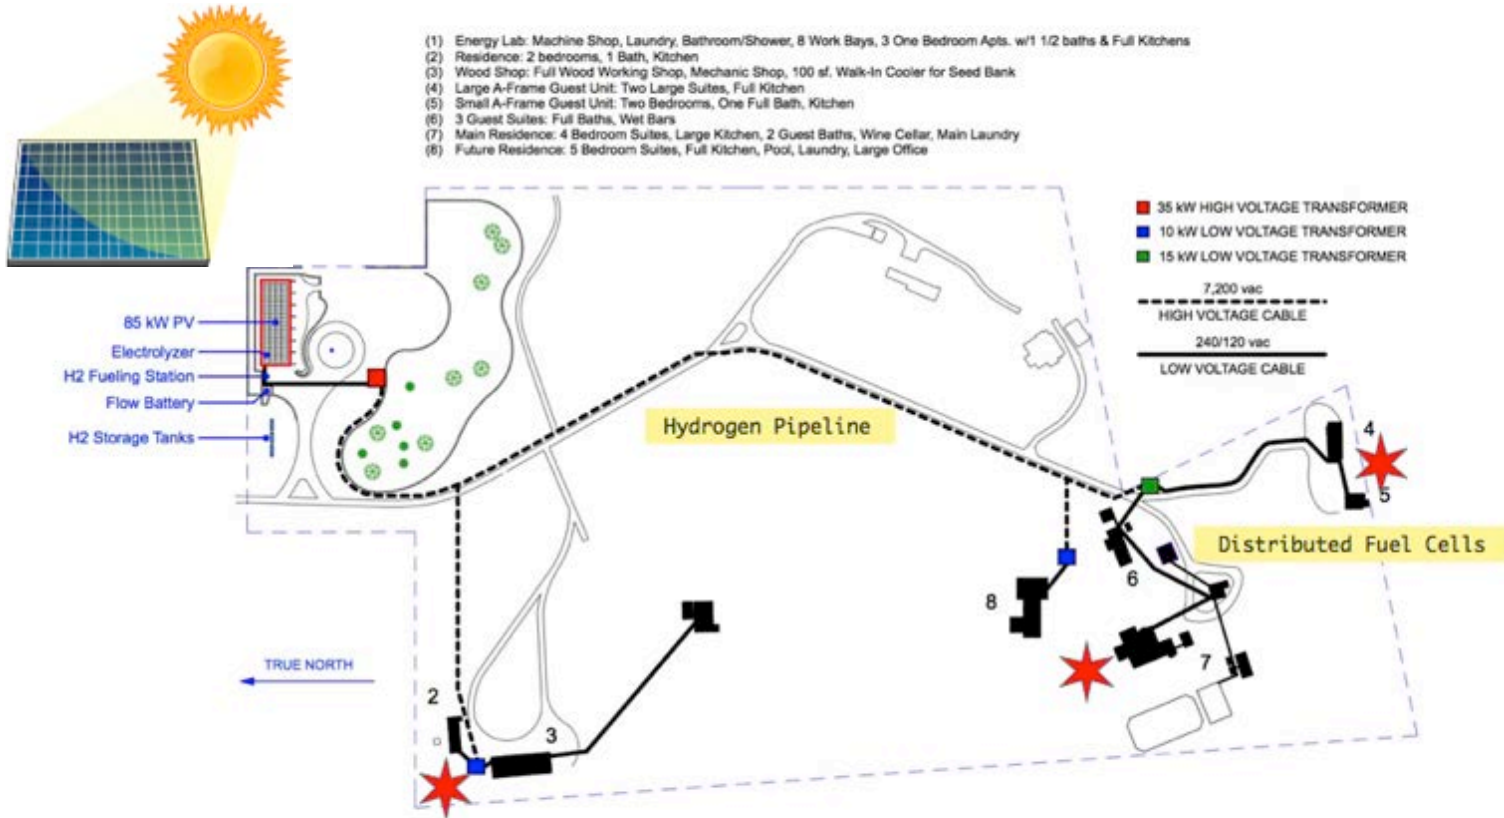 (1) Energy Lab: Machine Shop, Laundry, Bathroom/Shower, 8 Work Bays, 3 One Bedroom Apts. w/1 1/2 baths & Full Kitchens
(2) Residence: 2 bedrooms, 1 Bath, Kitchen
(3) Wood Shop: Full Wood Working Shop, Mechanic Shop, 100 sf. Walk-In Cooler for Seed Bank
(4) Large A-Frame Guest Unit: Two Large Suites, Full Kitchen
(5) Small A-Frame Guest Unit: Two Bedrooms, One Full Bath, Kitchen
(6) 3 Guest Suites: Full Baths, Wet Bars
(7) Main Residence: 4 Bedroom Suites, Large Kitchen, 2 Guest Baths, Wine Cellar, Main Laundry
(8) Future Residence: 5 Bedroom Suites, Full Kitchen, Pool, Laundry, Large Office
35 kW HIGH VOLTAGE TRANSFORMER
10 kW LOW VOLTAGE TRANSFORMER
15 kW LOW VOLTAGE TRANSFORMER
7,200 vac
HIGH VOLTAGE CABLE
240/120 vac
LOW VOLTAGE CABLE
85 kW PV
Electrolyzer
H2 Fueling Station
Flow Battery
H2 Storage Tanks
Hydrogen Pipeline
4
5
Distributed Fuel Cells
6
8
7
TRUE NORTH
2
3